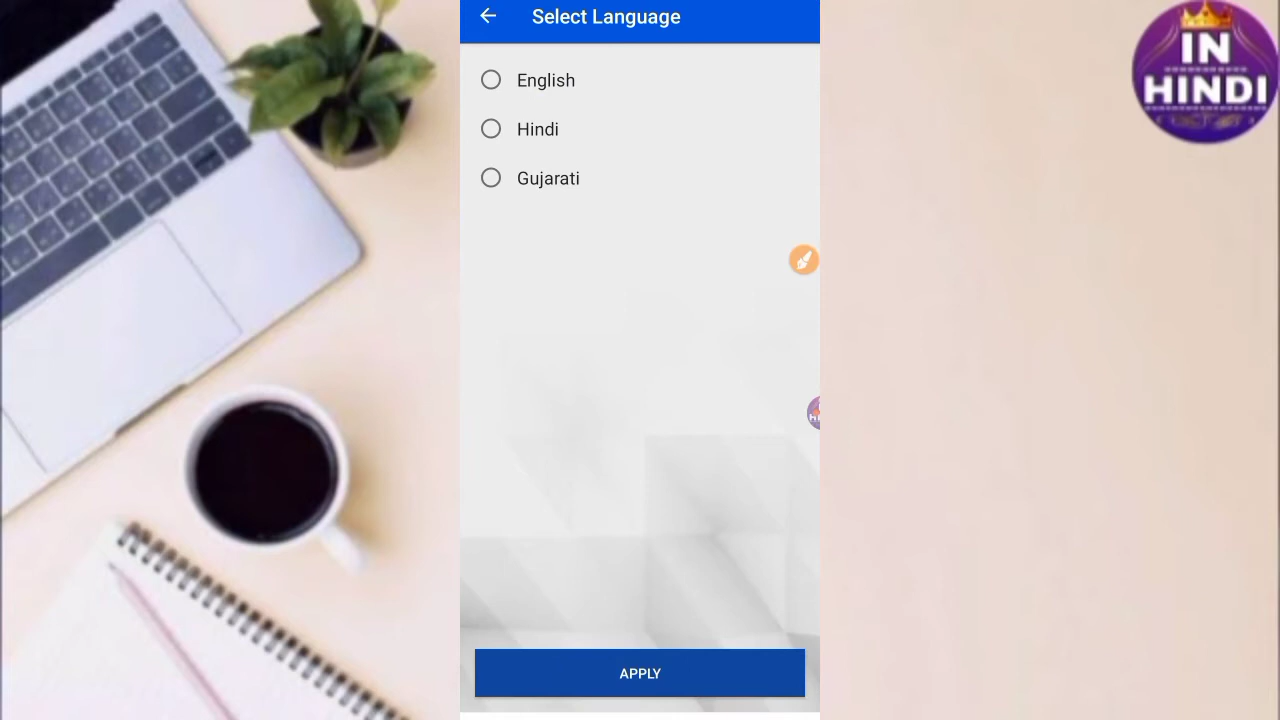 Select Language
English
Hindi
Gujarati
APPLY
IN
HINDI